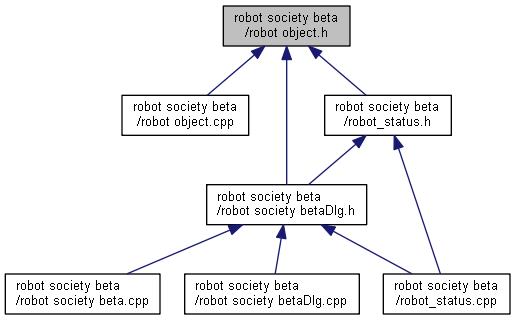 robot society beta
/robot object.h
robot society beta
/robot object.cpp
robot society beta
/robot_status.h
robot society beta
/robot society betaDlg.h
robot society beta
/robot society beta.cpp
robot society beta
/robot society betaDlg.cpp
robot society beta
/robot_status.cpp